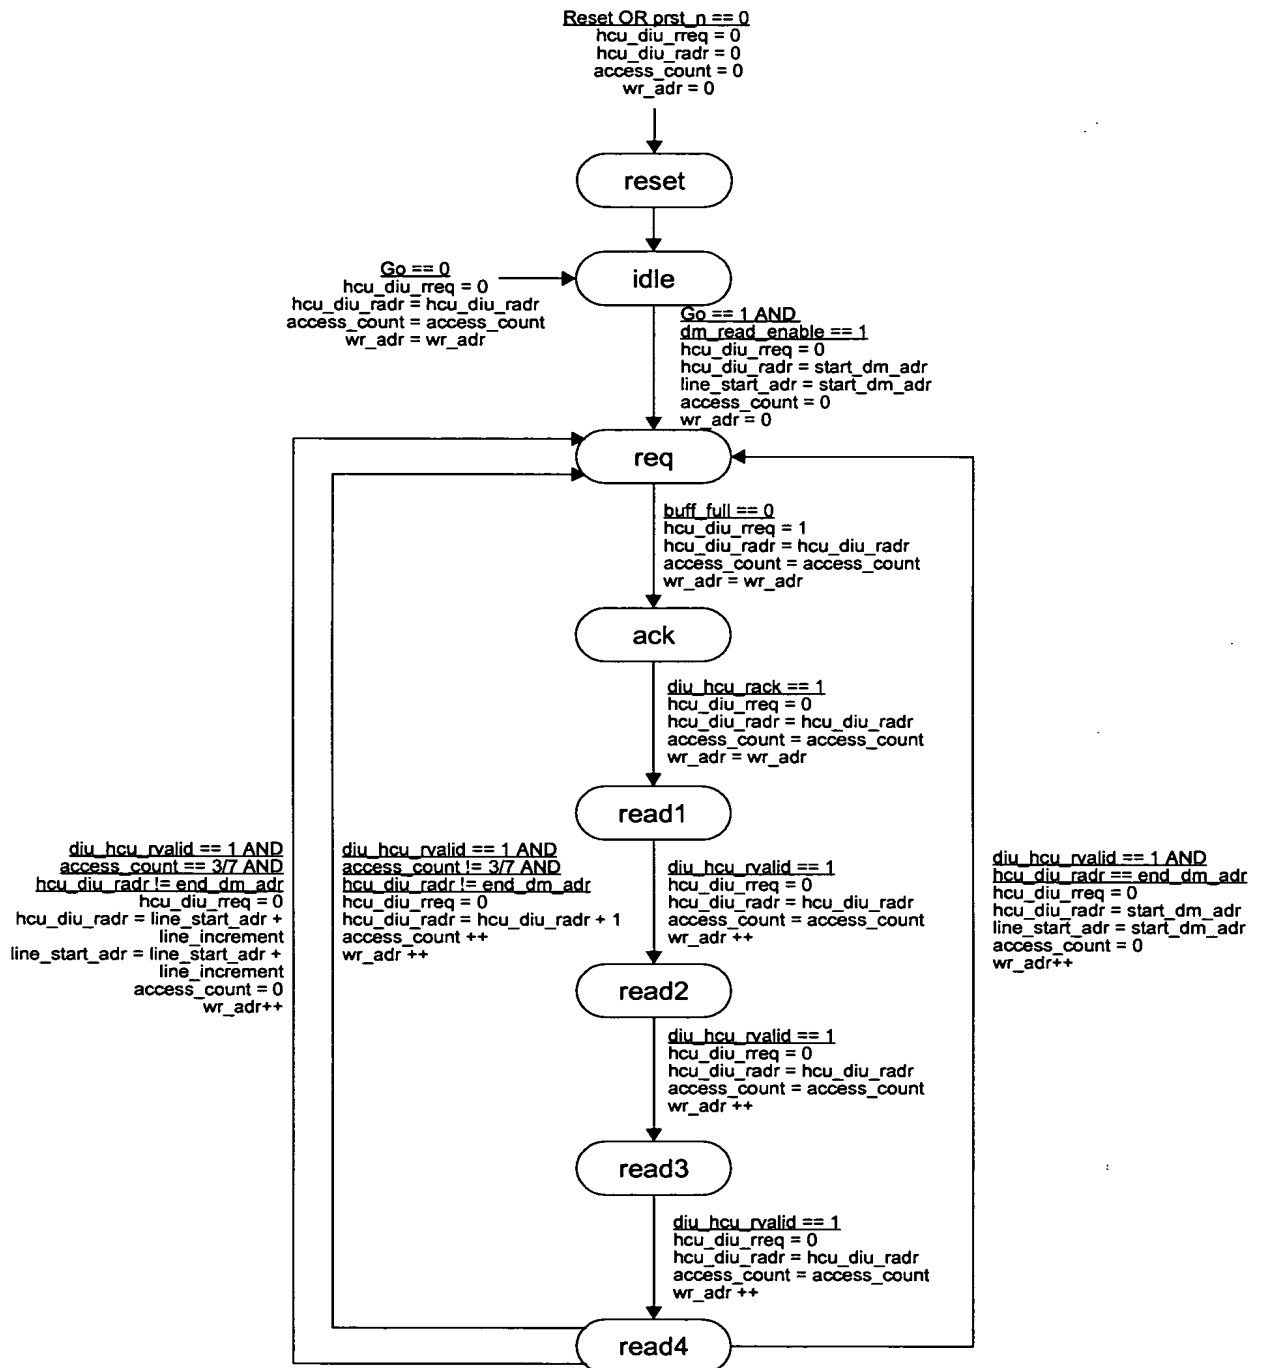 Reset OR prst_n == 0
hcu_diu_rreq = 0
hcu_diu_radr = 0
access_count = 0
wr_adr = 0
reset
idle
Go == 0
hcu_diu_rreq = 0
hcu_diu_radr = hcu_diu_radr
access_count = access_count
wr_adr = wr_adr
Go == 1 AND
dm_read_enable == 1
hcu_diu_rreq = 0
hcu_diu_radr = start_dm_adr
line_start_adr = start_dm_adr
access_count = 0
wr_adr = 0
req
buff_full == 0
hcu_diu_rreq = 1
hcu_diu_radr = hcu_diu_radr
access_count = access_count
wr_adr = wr_adr
ack
diu_hcu_rack == 1
hcu_diu_rreq = 0
hcu_diu_radr = hcu_diu_radr
access_count = access_count
wr_adr = wr_adr
read1
diu_hcu_rvalid == 1 AND
access_count == 3/7 AND
hcu_diu_radr != end_dm_adr
hcu_diu_rreq = 0
hcu_diu_radr = line_start_adr +
line_increment
line_start_adr = line_start_adr +
line_increment
access_count = 0
wr_adr++
diu_hcu_rvalid == 1 AND
access_count != 3/7 AND
hcu_diu_radr != end_dm_adr
hcu_diu_rreq = 0
hcu_diu_radr = hcu_diu_radr + 1
access_count ++
wr_adr ++
diu_hcu_rvalid == 1
hcu_diu_rreq = 0
hcu_diu_radr = hcu_diu_radr
access_count = access_count
wr_adr ++
diu_hcu_rvalid == 1 AND
hcu_diu_radr == end_dm_adr
hcu_diu_rreq = 0
hcu_diu_radr = start_dm_adr
line_start_adr = start_dm_adr
access_count = 0
wr_adr++
read2
diu_hcu_rvalid == 1
hcu_diu_rreq = 0
hcu_diu_radr = hcu_diu_radr
access_count = access_count
wr_adr ++
read3
diu_hcu_rvalid == 1
hcu_diu_rreq = 0
hcu_diu_radr = hcu_diu_radr
access_count = access_count
wr_adr ++
read4